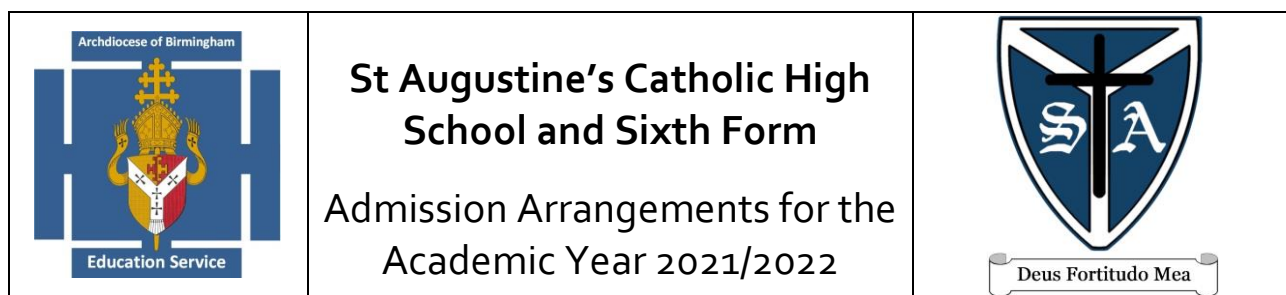 Archdiocese of Birmingham
Education Service
St Augustine’s Catholic High
School and Sixth Form
Admission Arrangements for the
Academic Year 2021/2022
S A
Deus Fortitudo Mea